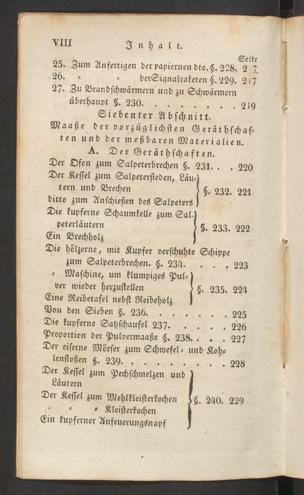 VIII Inhalt.
Seite
25. Zum Anfertigen der papiernen dto. §. 228. 2 7
26. „ „ der Signalraketen §. 229. 217
27. Zu Brandschwärmern und zu Schwärmern
überhaupt §. 230. . . . . . . . . 219
Siebenter Abschnitt.
Maaße der vorzüglichsten Geräthschaf-
ten und der meßbaren Materialien.
A. Der Geräthschaften.
Der Ofen zum Salpeterbrechen §. 231. . . 220
Der Kessel zum Salpetersieden, Läu-
tern und Brechen
ditto zum Anschießen des Salpeters
§. 232. 221
Die kupferne Schaumkelle zum Sal-
peterläutern
Ein Brechholz
§. 233. 222
Die hölzerne, mit Kupfer verschuhte Schippe
zum Salpeterbrechen. §. 234. . . . . 223
„ Maschine, um klumpiges Pul-
ver wieder herzustellen
Eine Reibetafel nebst Reibeholz
§. 235. 224
Von den Sieben §. 236. . . . . . . 225
Die kupferne Satzschaufel 237. . . . . . 226
Proportion der Pulvermaaße §. 238. . . . 227
Der eiserne Mörser zum Schwefel- und Koh-
lenstoßen §. 239. . . . . . . . . 228
Der Kessel zum Pechschmelzen und
Läutern
Der Kessel zum Mehlkleisterkochen
„ „ „ Kleisterkochen
Ein kupferner Anfeuerungsnapf
§. 240. 229